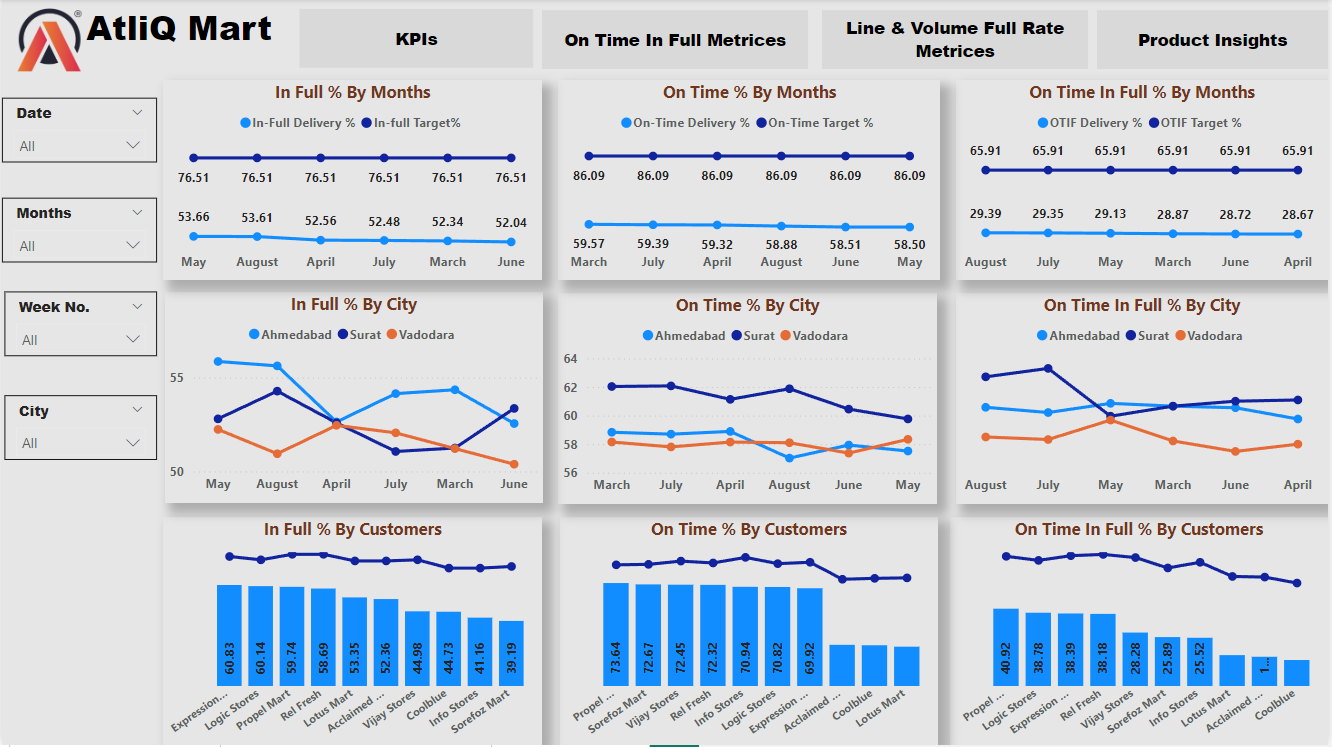 AtliQ Mart
®
KPIs
On Time In Full Metrices
Line & Volume Full Rate
Metrices
Product Insights
Date
All
Months
All
Week No.
All
City
All
In Full % By Months
In-Full Delivery % In-full Target%
76.51 76.51 76.51 76.51 76.51 76.51
53.66 53.61 52.56 52.48 52.34 52.04
May August April July March June
On Time % By Months
On-Time Delivery % On-Time Target %
86.09 86.09 86.09 86.09 86.09 86.09
59.57 59.39 59.32 58.88 58.51 58.50
March July April August June May
On Time In Full % By Months
OTIF Delivery % OTIF Target %
65.91 65.91 65.91 65.91 65.91 65.91
29.39 29.35 29.13 28.87 28.72 28.67
August July May March June April
In Full % By City
Ahmedabad Surat Vadodara
55
50
May August April July March June
On Time % By City
Ahmedabad Surat Vadodara
64
62
60
58
56
March July April August June May
On Time In Full % By City
Ahmedabad Surat Vadodara
August July May March June April
In Full % By Customers
60.83 60.14 59.74 58.69 53.35 52.36 44.98 44.73 41.16 39.19
Expression... Logic Stores Propel Mart Rel Fresh Lotus Mart Acclaimed ... Vijay Stores Coolblue Info Stores Sorefoz Mart
On Time % By Customers
73.64 72.67 72.45 72.32 70.94 70.82 69.92
Propel ... Sorefoz Mart Vijay Stores Rel Fresh Info Stores Logic Stores Expression ... Acclaimed ... Coolblue Lotus Mart
On Time In Full % By Customers
40.92 38.78 38.39 38.18 28.28 25.89 25.52 1...
Propel ... Logic Stores Expression ... Rel Fresh Vijay Stores Sorefoz Mart Info Stores Lotus Mart Acclaimed ... Coolblue